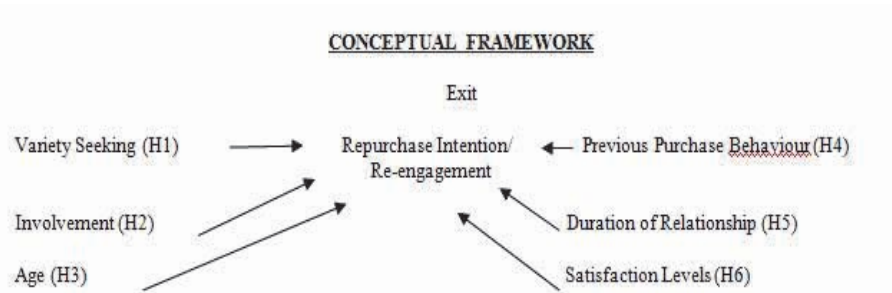 CONCEPTUAL FRAMEWORK
Exit
Variety Seeking (H1)
Repurchase Intention/
Re-engagement
Previous Purchase Behaviour (H4)
Involvement (H2)
Duration of Relationship (H5)
Age (H3)
Satisfaction Levels (H6)